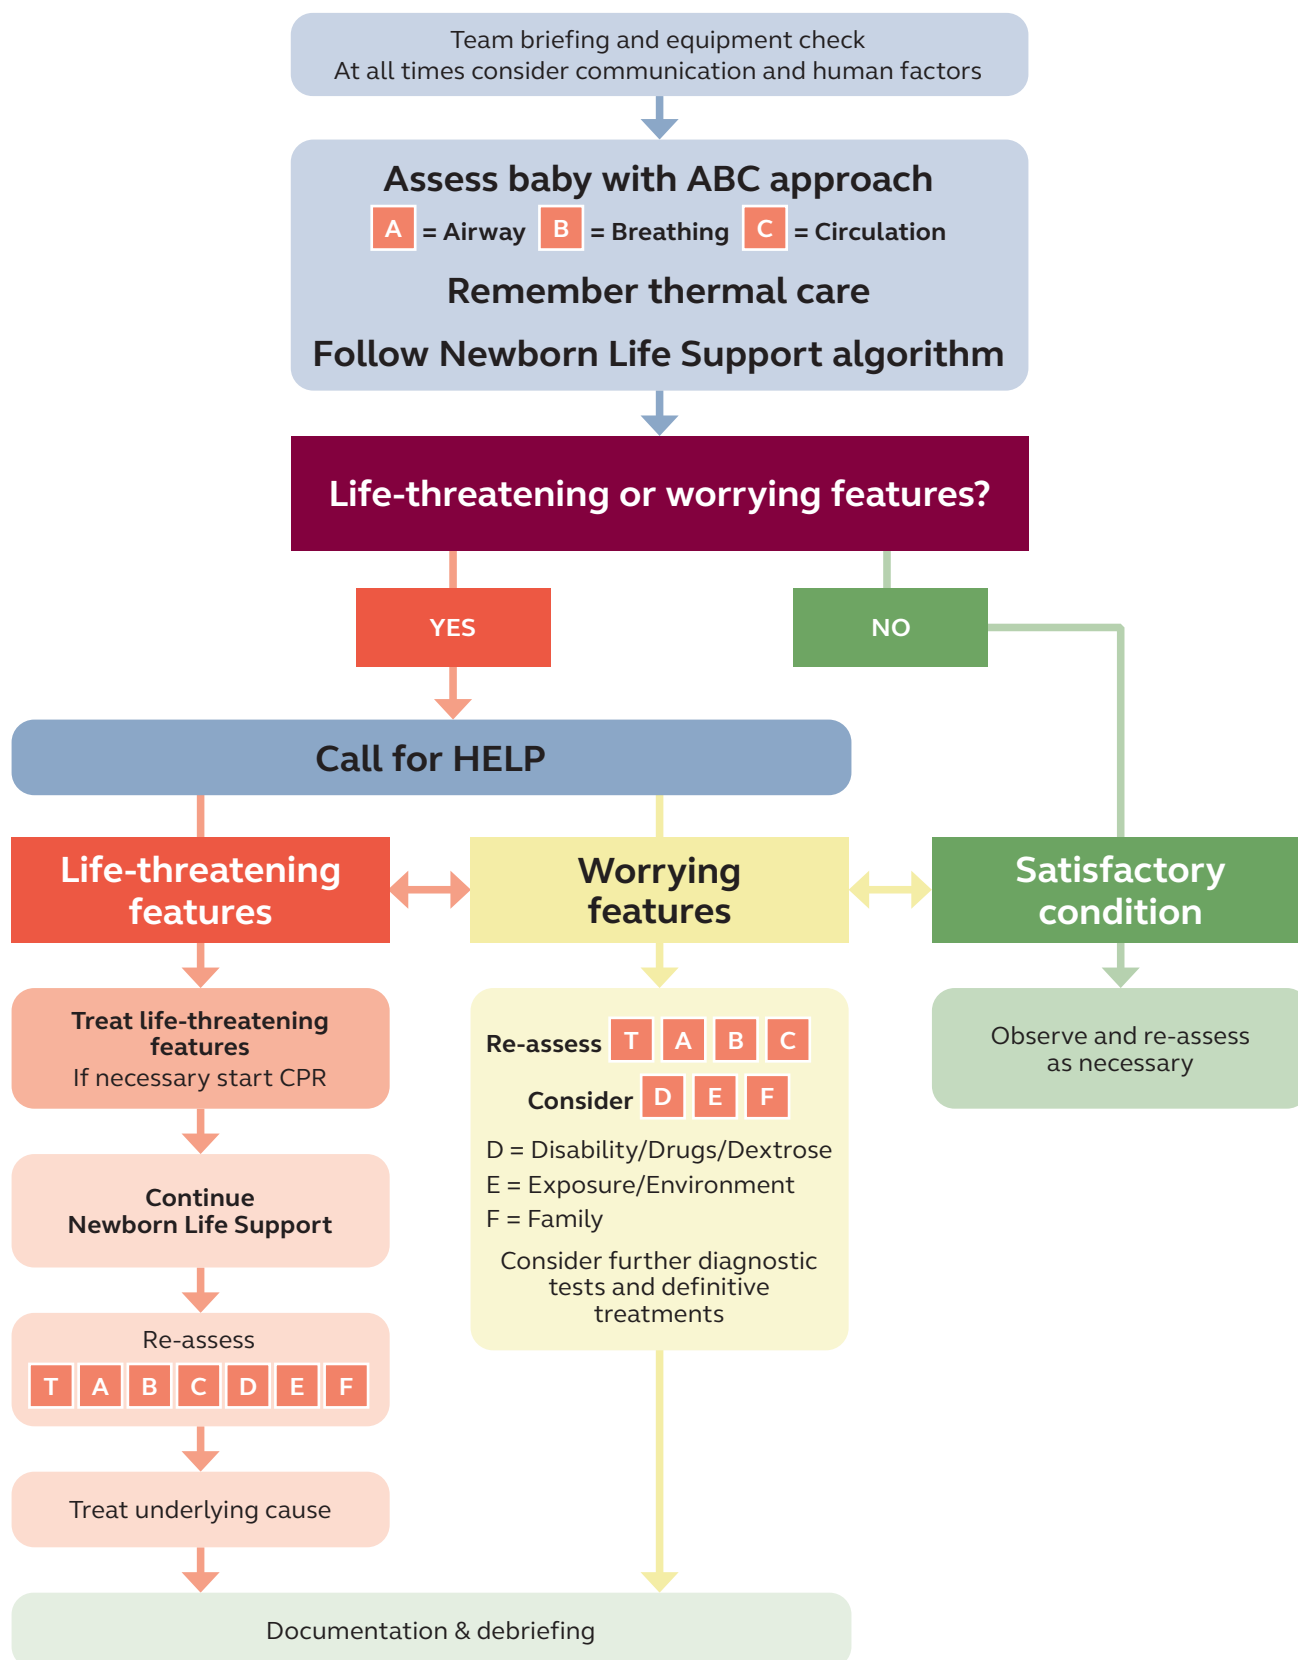 Team briefing and equipment check
At all times consider communication and human factors
Assess baby with ABC approach
A = Airway B = Breathing C = Circulation
Remember thermal care
Follow Newborn Life Support algorithm
Life-threatening or worrying features?
YES
NO
Call for HELP
Life-threatening
features
Worrying
features
Satisfactory
condition
Treat life-threatening
features
If necessary start CPR
Continue
Newborn Life Support
Re-assess
T A B C D E F
Treat underlying cause
Re-assess T A B C
Consider D E F
D = Disability/Drugs/Dextrose
E = Exposure/Environment
F = Family
Consider further diagnostic
tests and definitive
treatments
Observe and re-assess
as necessary
Documentation & debriefing